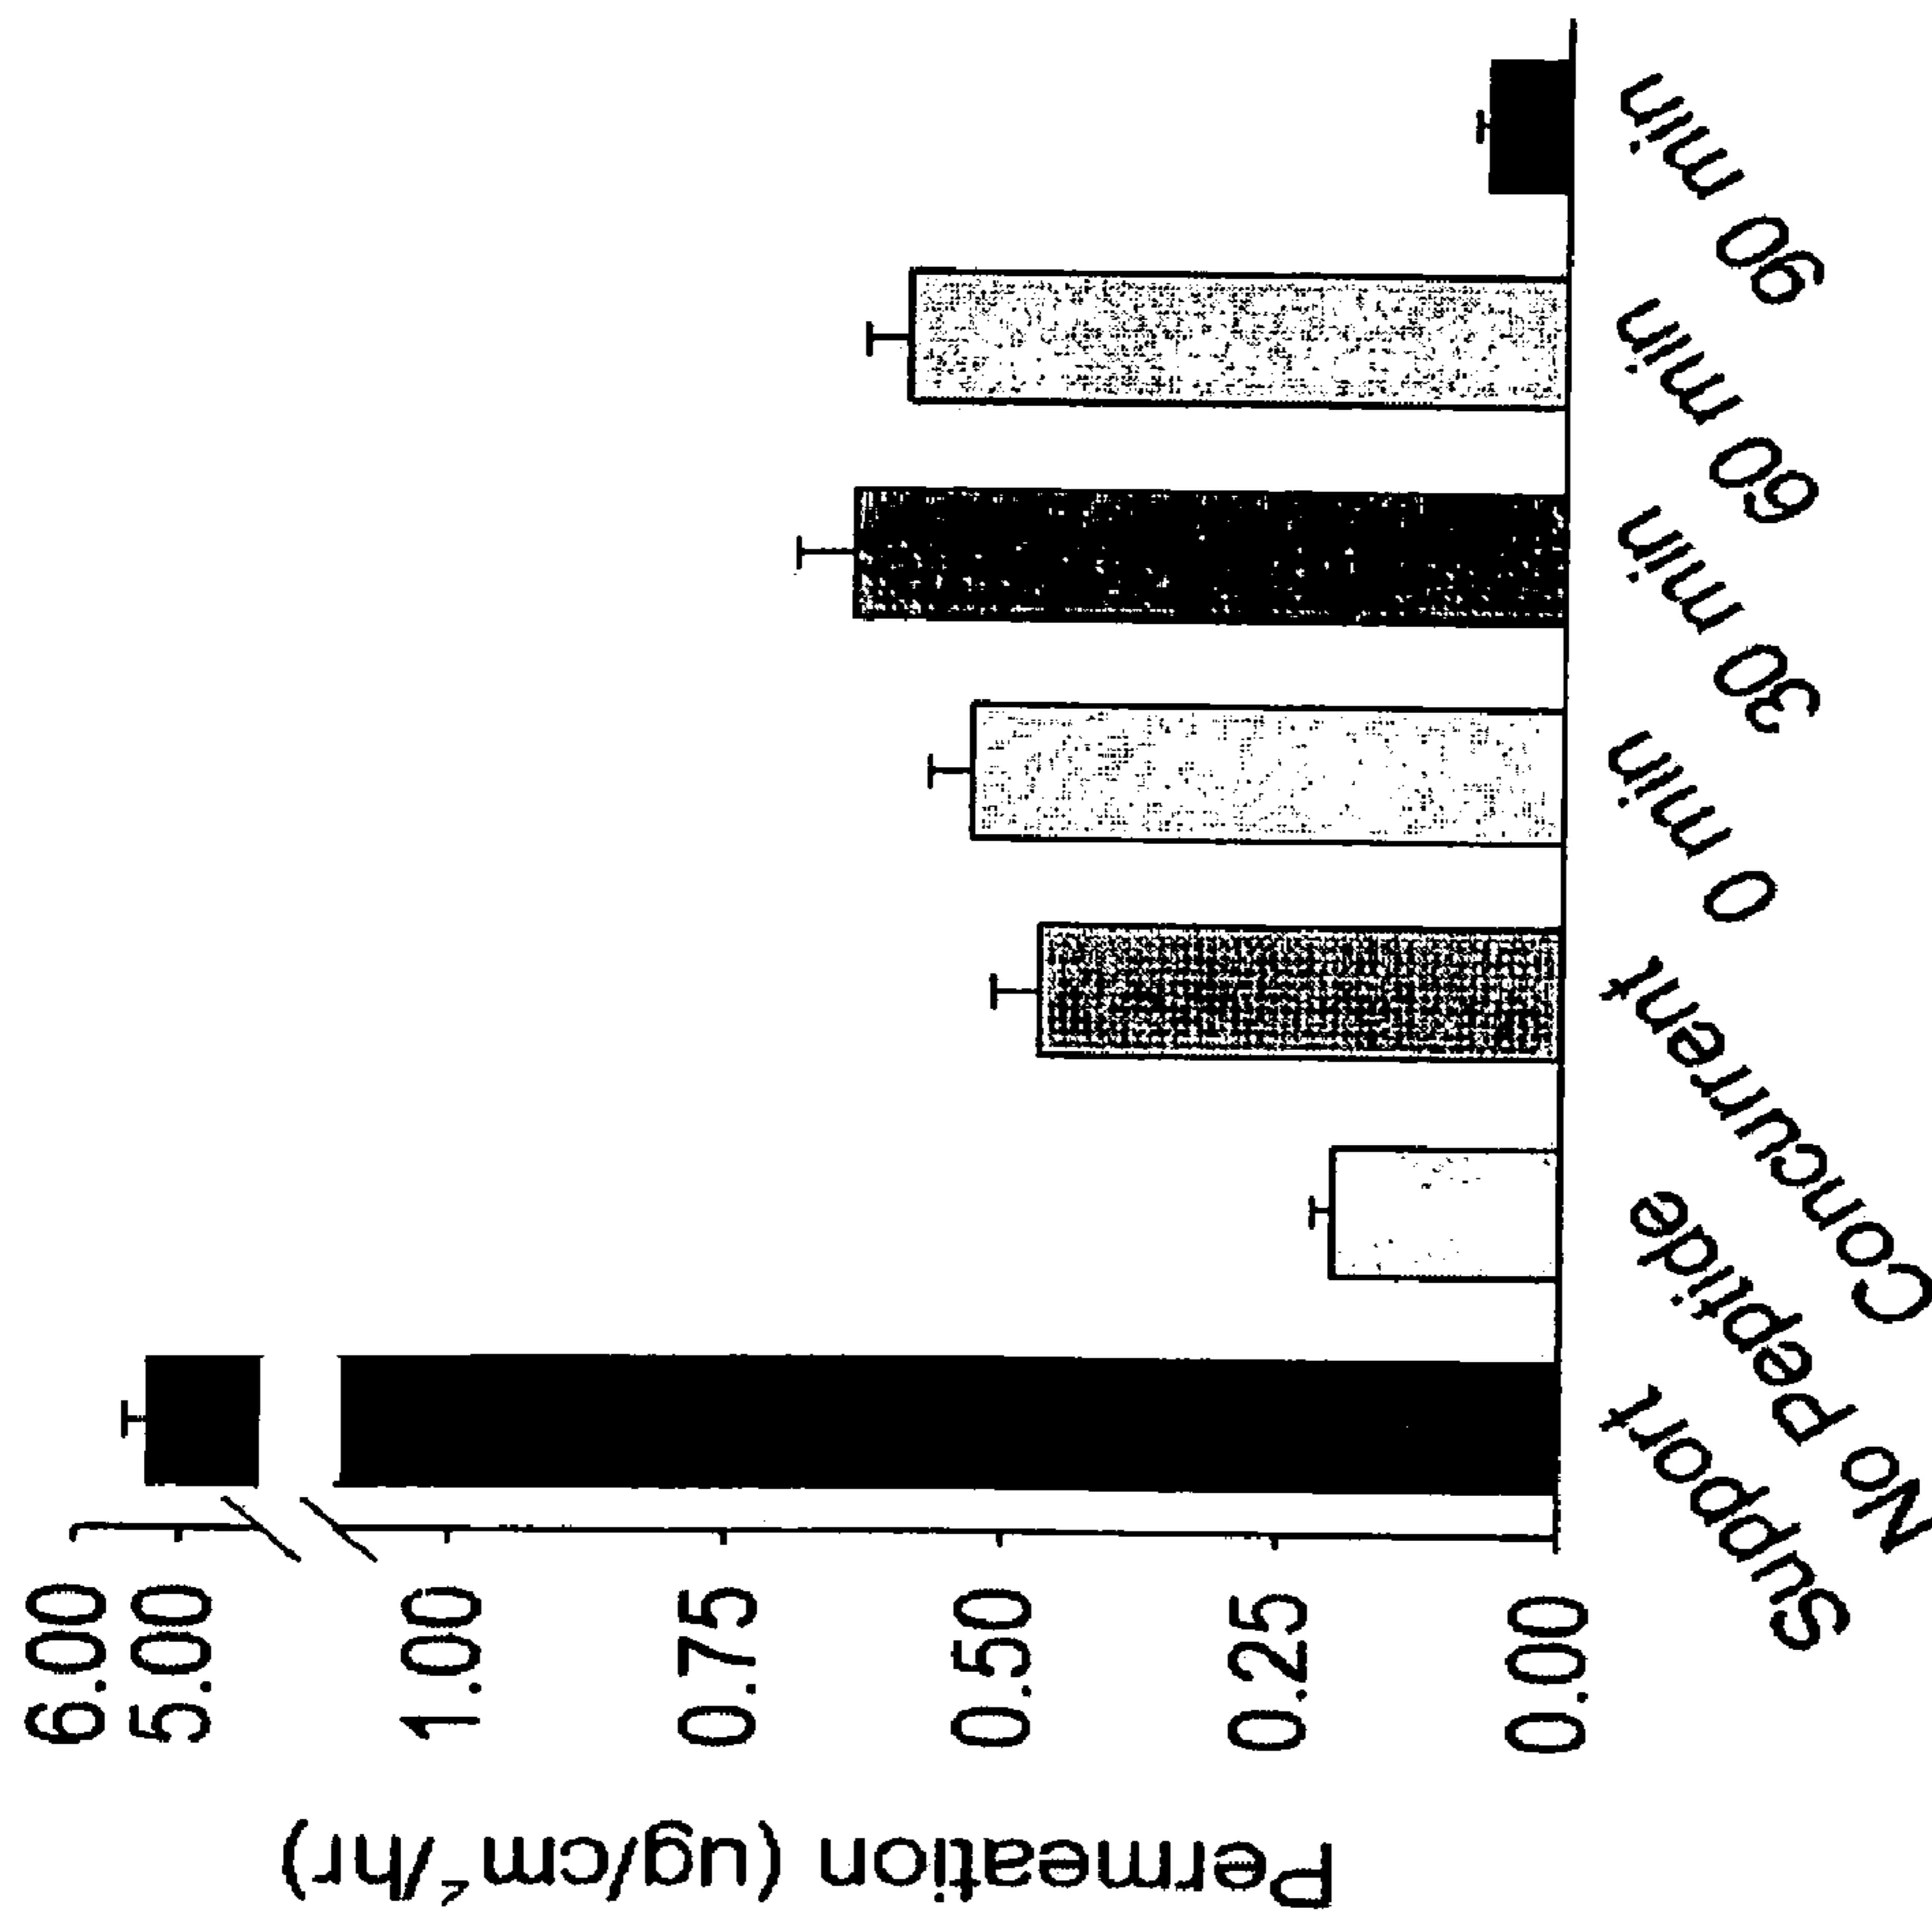 Permeation (ug/cm²/hr)
6.00
5.00
1.00
0.75
0.50
0.25
0.00
Support
No peptide
Concurrent
0 min
30 min
60 min
90 min